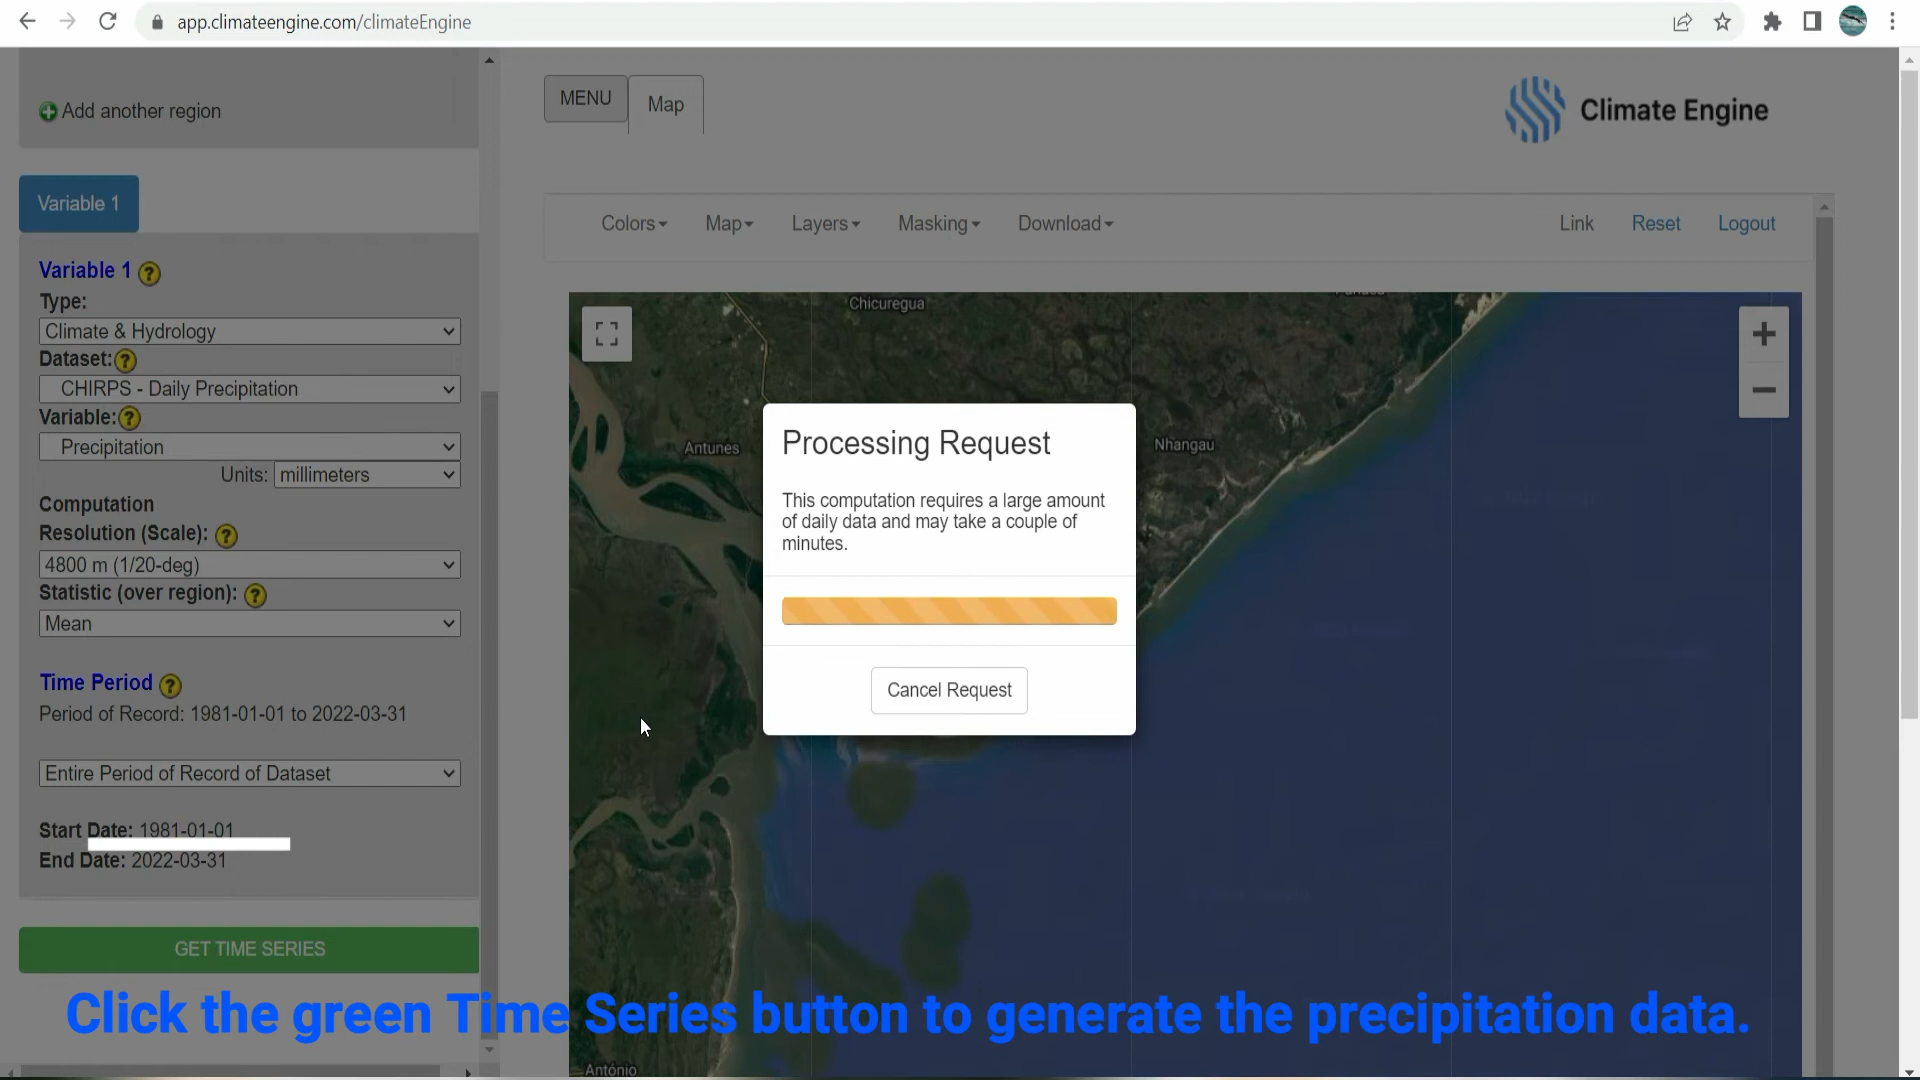 app.climateengine.com/climateEngine
Add another region
MENU
Map
Climate Engine
Variable 1
Colors
Map
Layers
Masking
Download
Link
Reset
Logout
Variable 1 ?
Type:
Climate & Hydrology
Dataset: ?
CHIRPS - Daily Precipitation
Variable: ?
Precipitation
Units: millimeters
Computation
Resolution (Scale): ?
4800 m (1/20-deg)
Statistic (over region): ?
Mean
Time Period ?
Period of Record: 1981-01-01 to 2022-03-31
Entire Period of Record of Dataset
Start Date: 1981-01-01
End Date: 2022-03-31
GET TIME SERIES
Chicuregua
+
Antunes
Nhangau
−
Processing Request
This computation requires a large amount
of daily data and may take a couple of
minutes.
Cancel Request
Click the green Time Series button to generate the precipitation data.
António